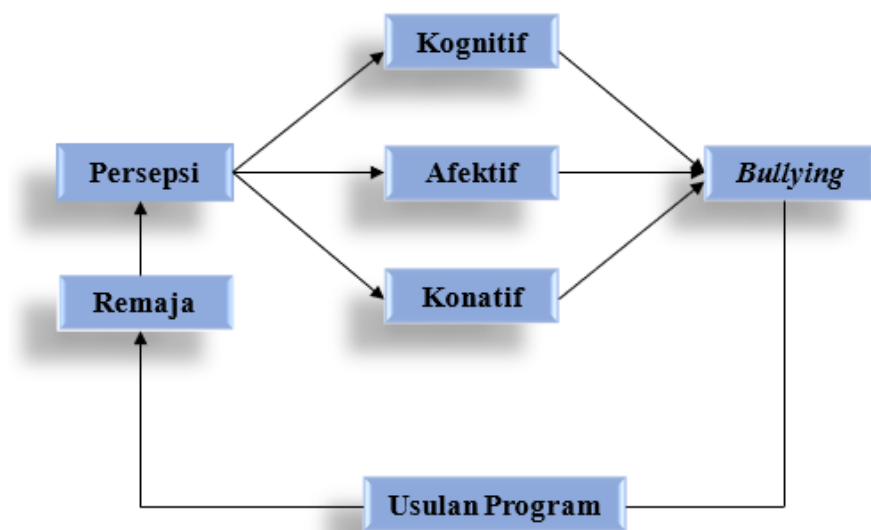 Kognitif
Persepsi
Afektif
Bullying
Remaja
Konatif
Usulan Program